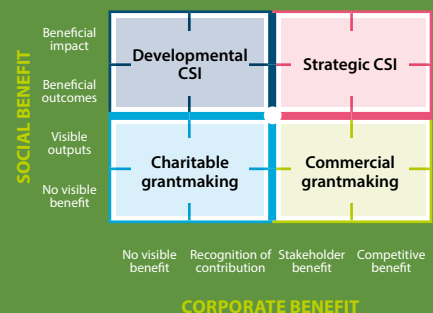 SOCIAL BENEFIT
Beneficial
impact
Beneficial
outcomes
Visible
outputs
No visible
benefit
Developmental
CSI
Strategic CSI
Charitable
grantmaking
Commercial
grantmaking
No visible
benefit
Recognition of
contribution
Stakeholder
benefit
Competitive
benefit
CORPORATE BENEFIT